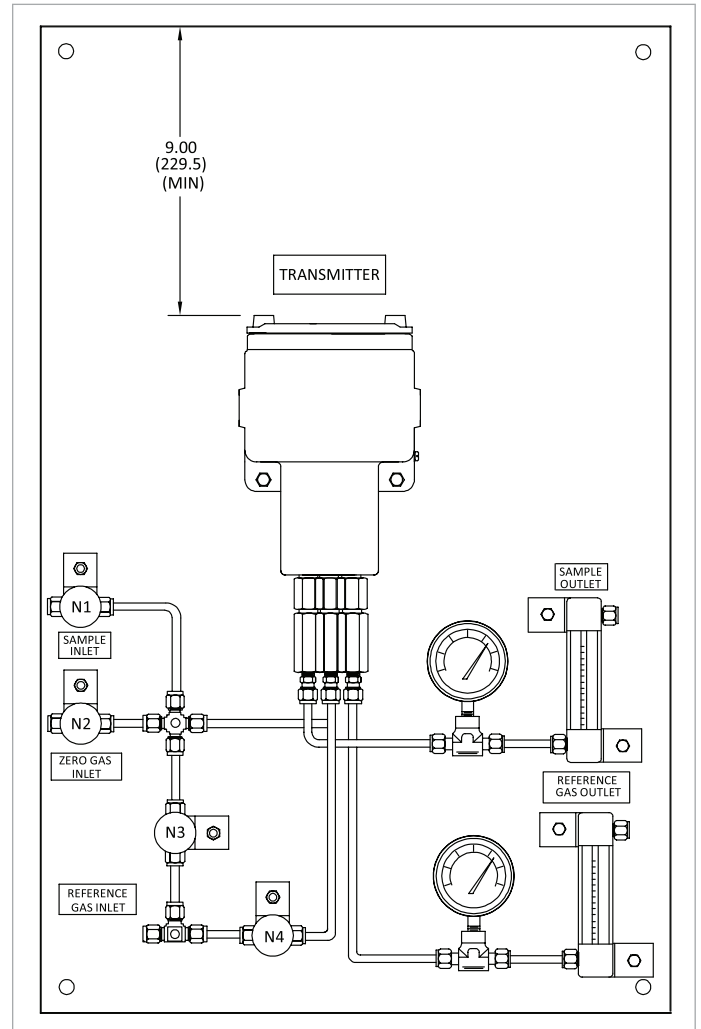 9.00
(229.5)
(MIN)
TRANSMITTER
SAMPLE
OUTLET
N1
SAMPLE
INLET
N2
ZERO GAS
INLET
REFERENCE
GAS OUTLET
N3
REFERENCE
GAS INLET
N4